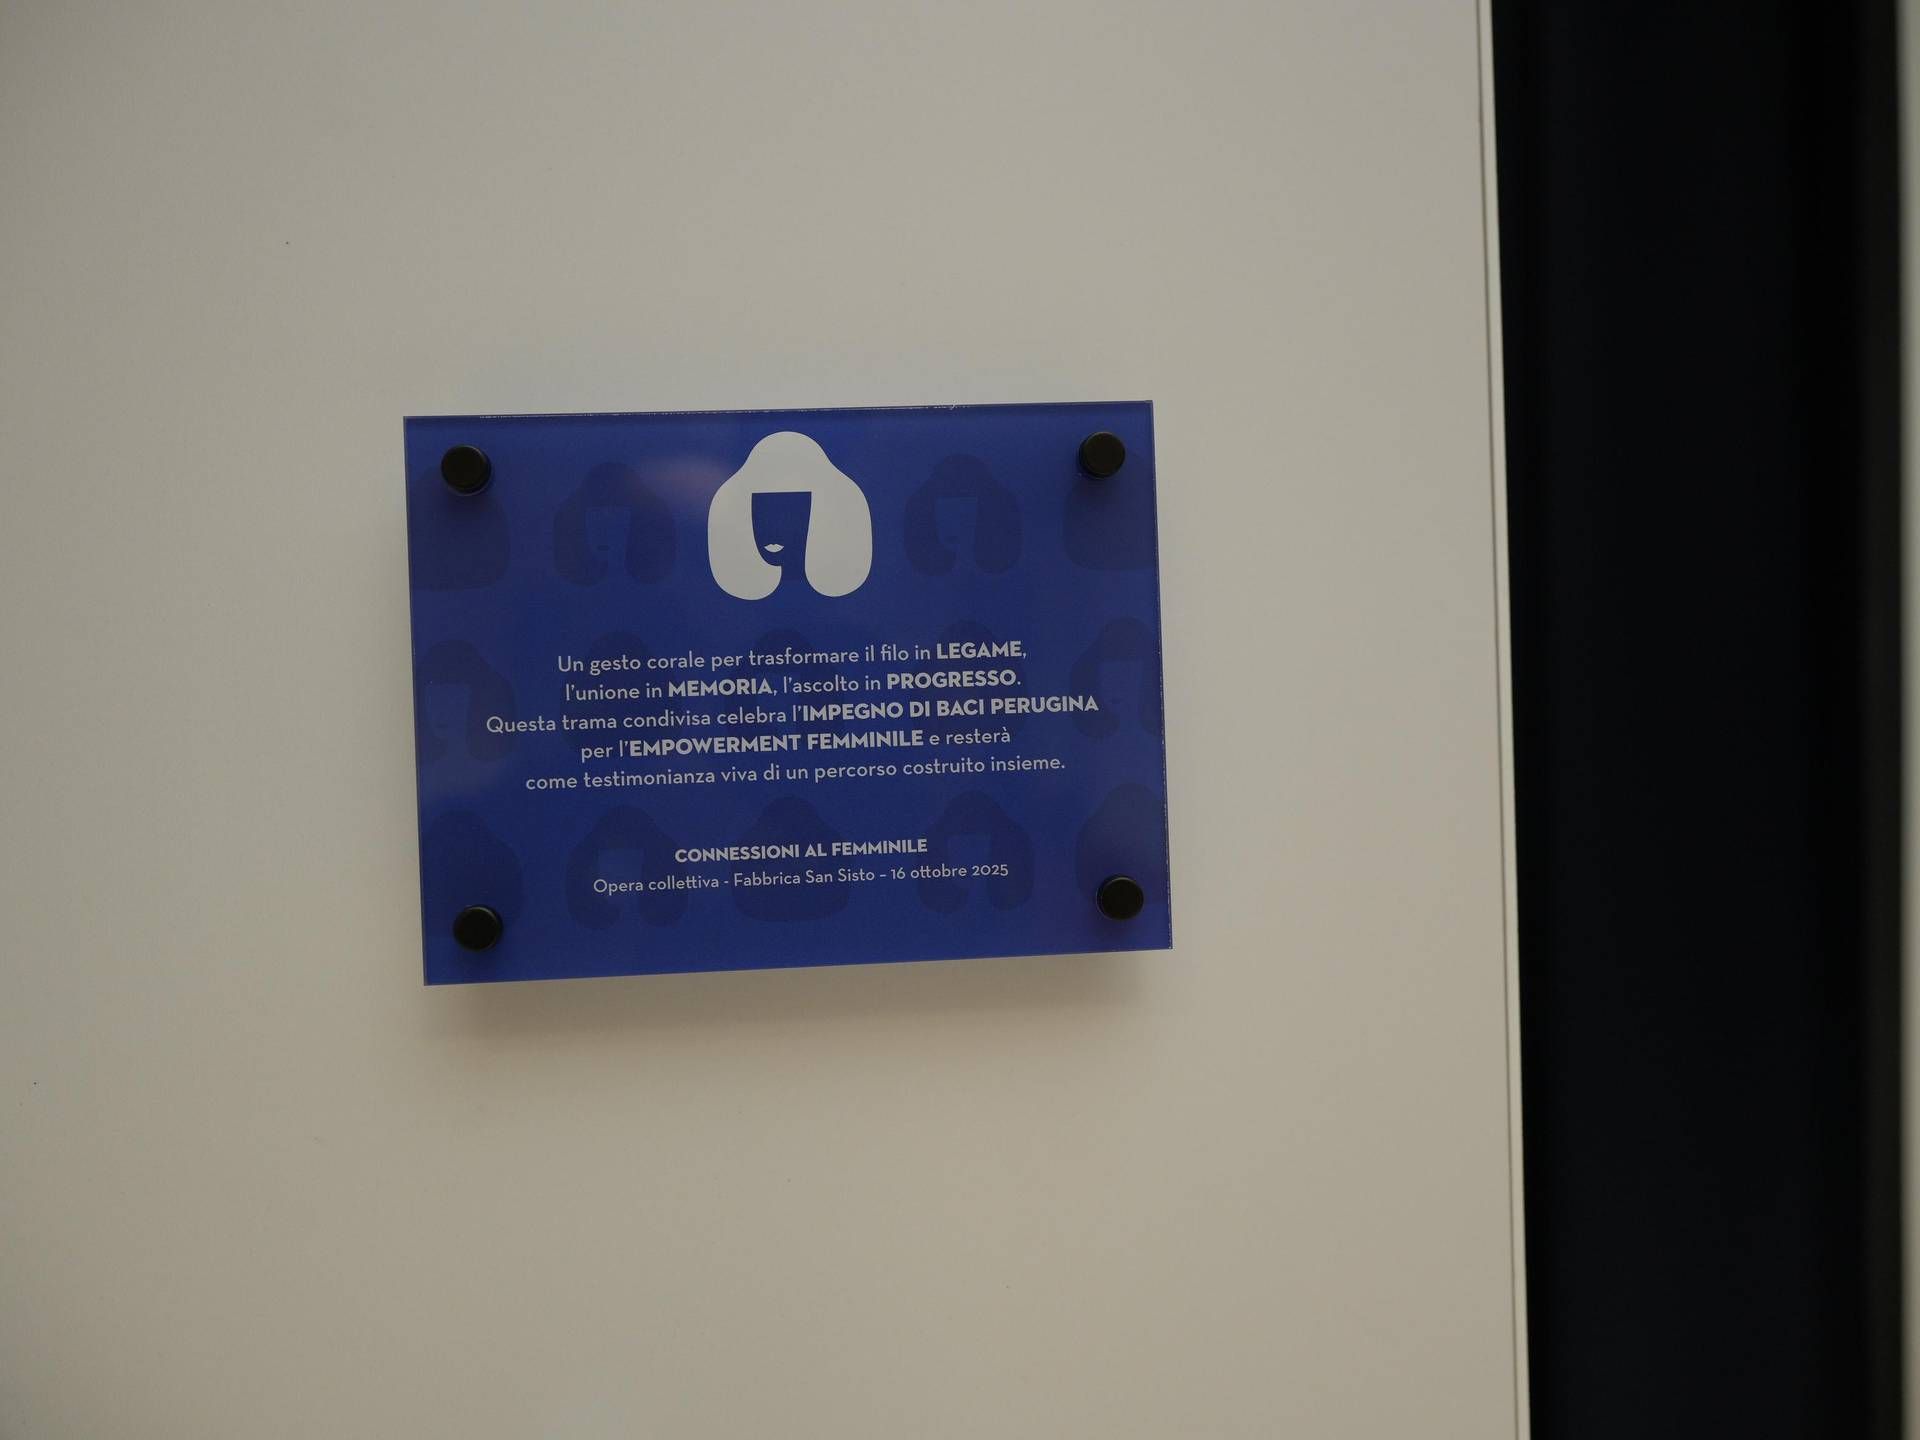 Un gesto corale per trasformare il filo in LEGAME,
l'unione in MEMORIA, l'ascolto in PROGRESSO.
Questa trama condivisa celebra l'IMPEGNO DI BACI PERUGINA
per l'EMPOWERMENT FEMMINILE e resterà
come testimonianza viva di un percorso costruito insieme.
CONNESSIONI AL FEMMINILE
Opera collettiva - Fabbrica San Sisto – 16 ottobre 2025